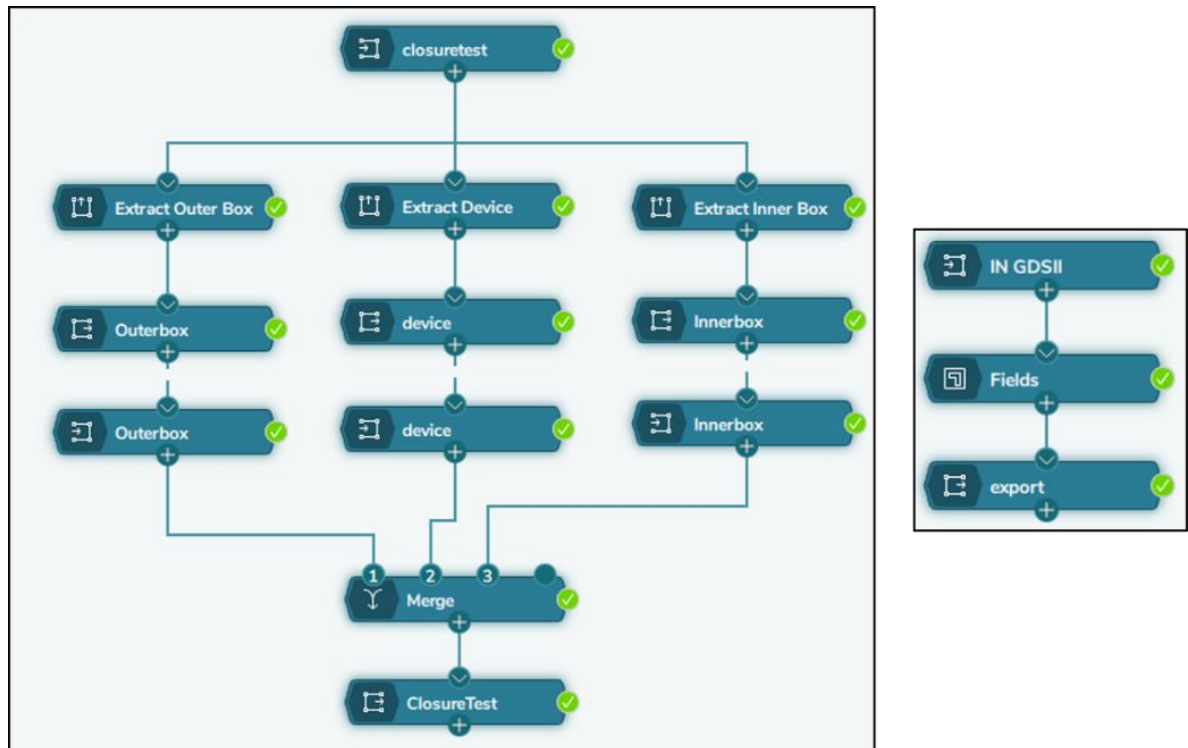 closuretest
Extract Outer Box
Extract Device
Extract Inner Box
Outerbox
device
Innerbox
Outerbox
device
Innerbox
1
2
3
Merge
ClosureTest
IN GDSII
Fields
export